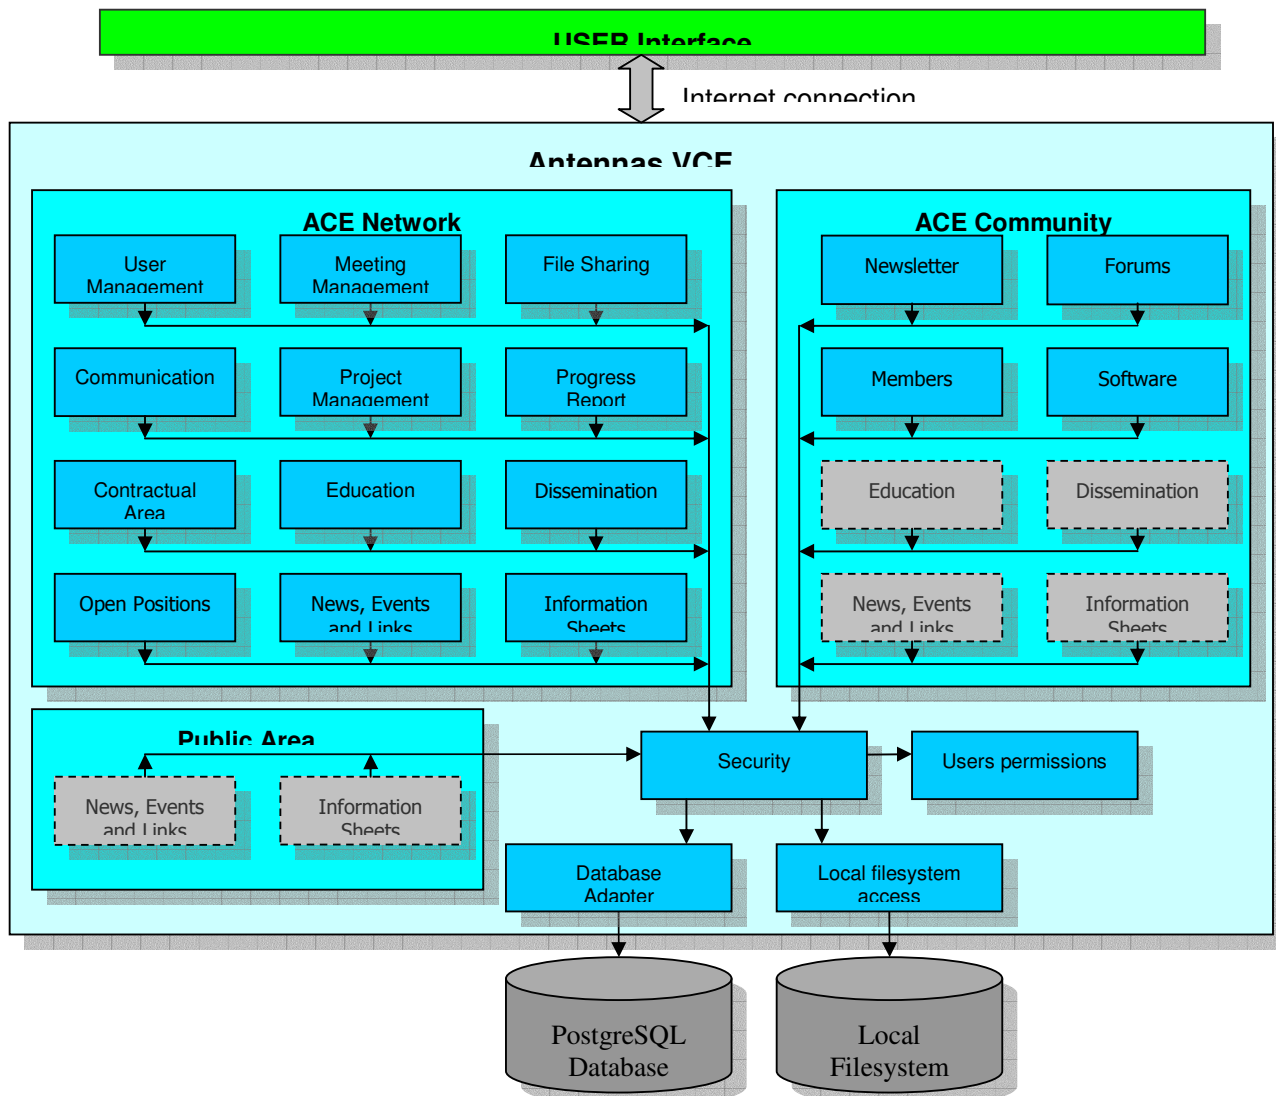 USER Interface
Internet connection
Antennas VCE
ACE Network
ACE Community
User
Management
Meeting
Management
File Sharing
Newsletter
Forums
Communication
Project
Management
Progress
Report
Members
Software
Contractual
Area
Education
Dissemination
Education
Dissemination
Open Positions
News, Events
and Links
Information
Sheets
News, Events
and Links
Information
Sheets
Public Area
News, Events
and Links
Information
Sheets
Security
Users permissions
Database
Adapter
Local filesystem
access
PostgreSQL
Database
Local
Filesystem